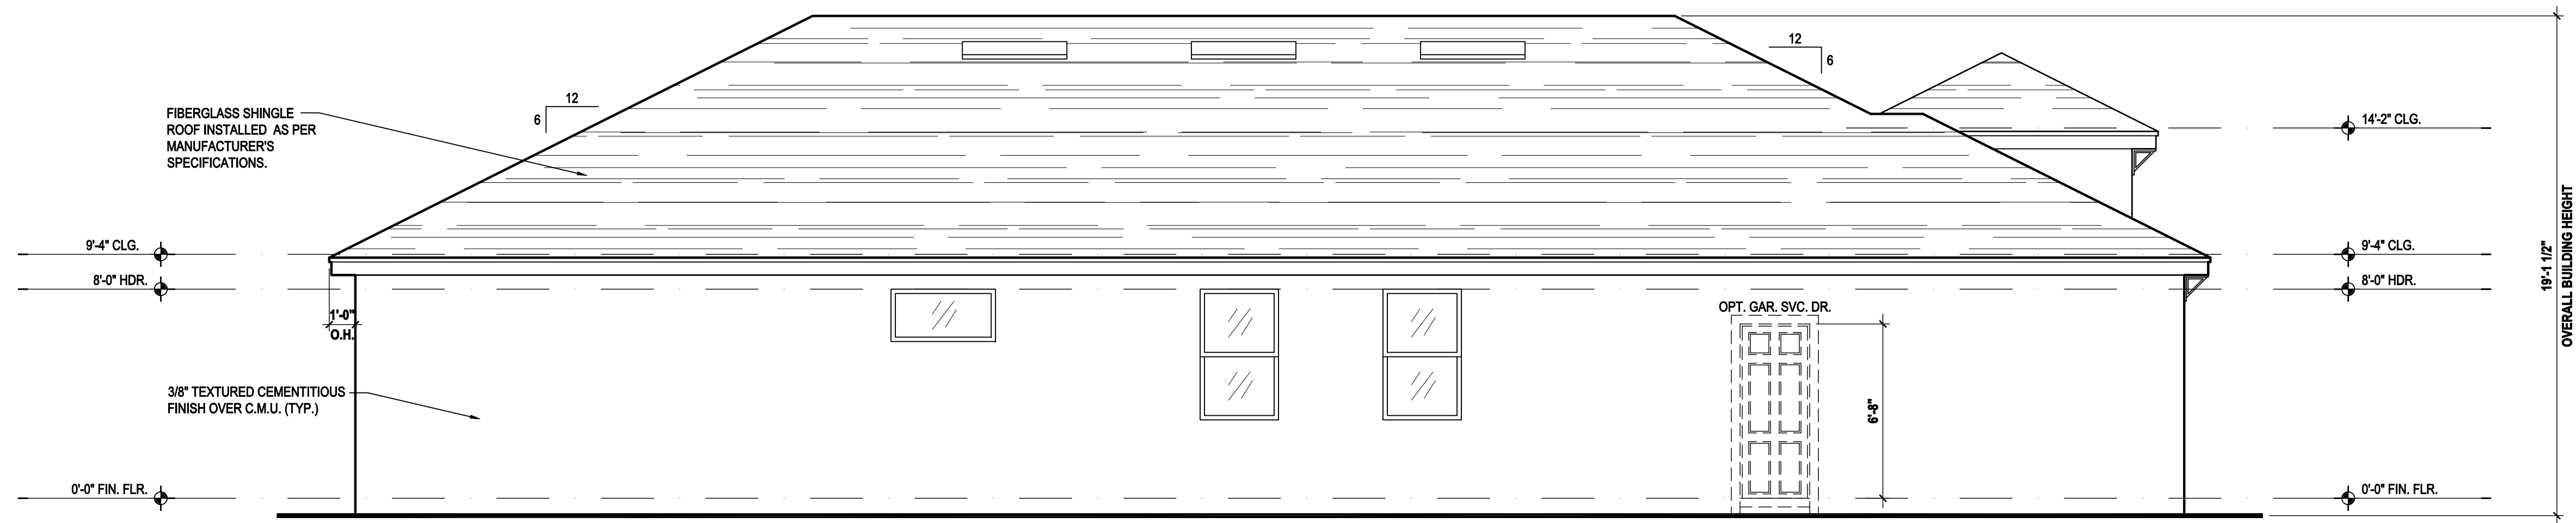 12
6
12
6
FIBERGLASS SHINGLE
ROOF INSTALLED AS PER
MANUFACTURER'S
SPECIFICATIONS.
14'-2" CLG.
9'-4" CLG.
8'-0" HDR.
9'-4" CLG.
8'-0" HDR.
19'-1 1/2"
OVERALL BUILDING HEIGHT
1'-0"
O.H.
OPT. GAR. SVC. DR.
6'-8"
3/8" TEXTURED CEMENTITIOUS
FINISH OVER C.M.U. (TYP.)
0'-0" FIN. FLR.
0'-0" FIN. FLR.